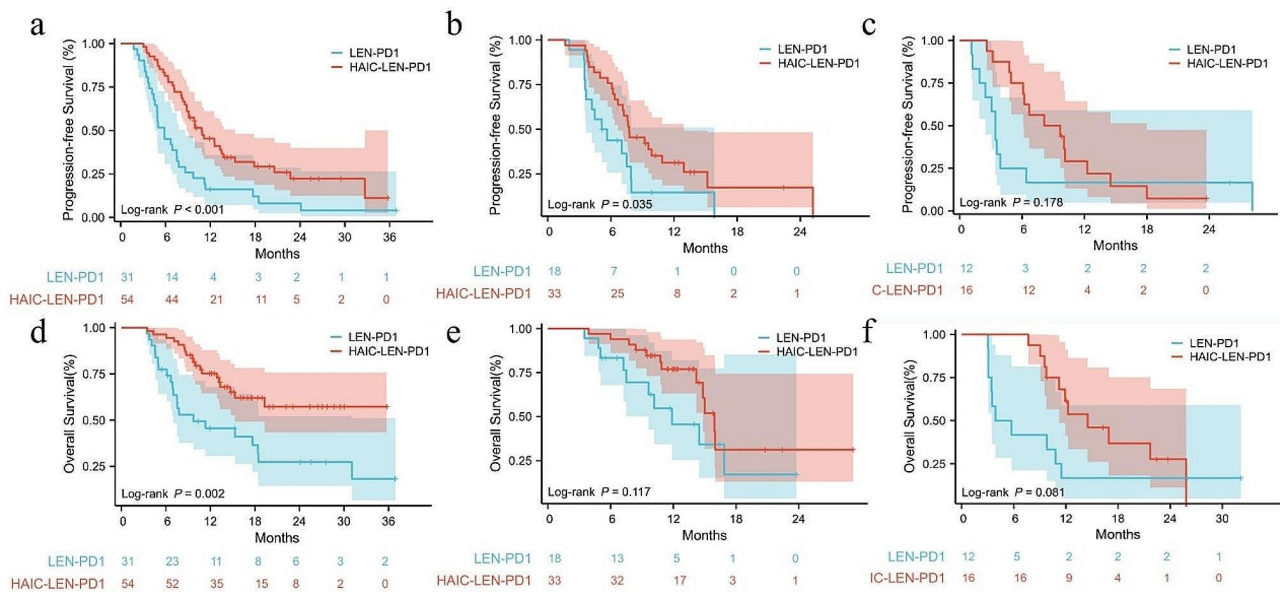 a
Progression-free Survival (%)
1.00
0.75
0.50
0.25
0.00
LEN-PD1
HAIC-LEN-PD1
Log-rank P < 0.001
0 6 12 18 24 30 36
Months
LEN-PD1 31 14 4 3 2 1 1
HAIC-LEN-PD1 54 44 21 11 5 2 0
b
Progression-free Survival (%)
1.00
0.75
0.50
0.25
LEN-PD1
HAIC-LEN-PD1
Log-rank P = 0.035
0 6 12 18 24
Months
LEN-PD1 18 7 1 0 0
HAIC-LEN-PD1 33 25 8 2 1
c
Progression-free Survival (%)
1.00
0.75
0.50
0.25
0.00
LEN-PD1
HAIC-LEN-PD1
Log-rank P = 0.178
0 6 12 18 24
Months
LEN-PD1 12 3 2 2 2
C-LEN-PD1 16 12 4 2 0
d
Overall Survival(%)
1.00
0.75
0.50
0.25
LEN-PD1
HAIC-LEN-PD1
Log-rank P = 0.002
0 6 12 18 24 30 36
Months
LEN-PD1 31 23 11 8 6 3 2
HAIC-LEN-PD1 54 52 35 15 8 2 0
e
Overall Survival(%)
1.00
0.75
0.50
0.25
LEN-PD1
HAIC-LEN-PD1
Log-rank P = 0.117
0 6 12 18 24
Months
LEN-PD1 18 13 5 1 0
HAIC-LEN-PD1 33 32 17 3 1
f
Overall Survival(%)
1.00
0.75
0.50
0.25
LEN-PD1
HAIC-LEN-PD1
Log-rank P = 0.081
0 6 12 18 24 30
Months
LEN-PD1 12 5 2 2 2 1
IC-LEN-PD1 16 16 9 4 1 0